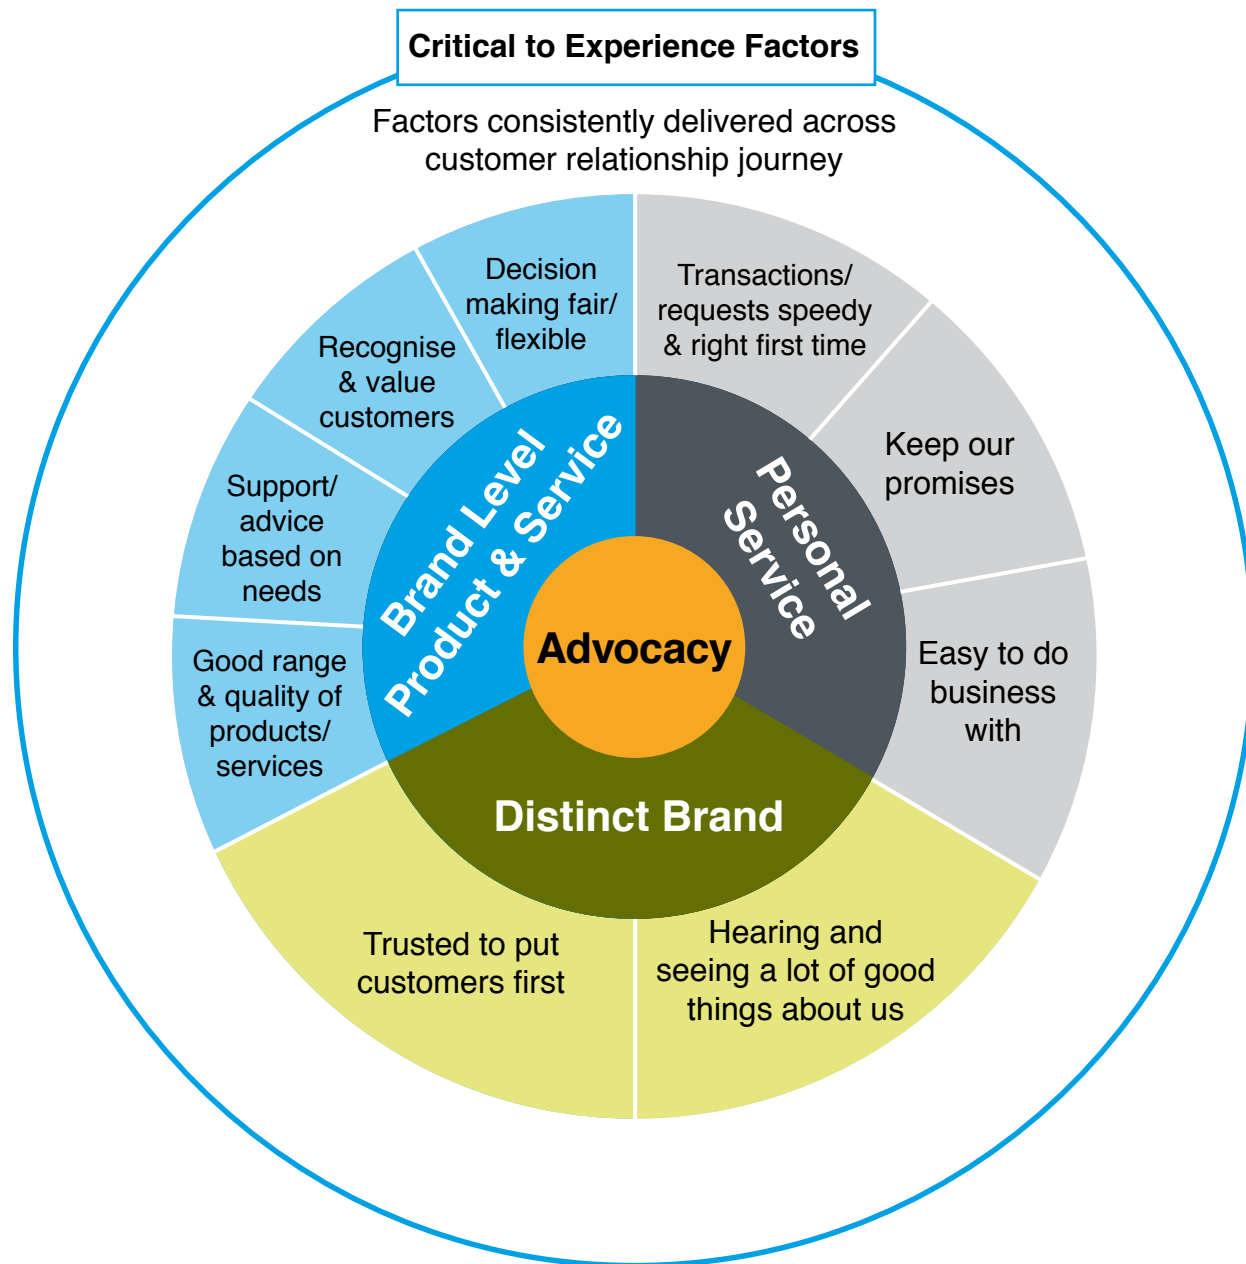 Critical to Experience Factors
Factors consistently delivered across
customer relationship journey
Decision
making fair/
flexible
Transactions/
requests speedy
& right first time
Recognise
& value
customers
Keep our
promises
Support/
advice
based on
needs
Easy to do
business
with
Good range
& quality of
products/
services
Brand Level
Product & Service
Personal
Service
Advocacy
Distinct Brand
Trusted to put
customers first
Hearing and
seeing a lot of good
things about us